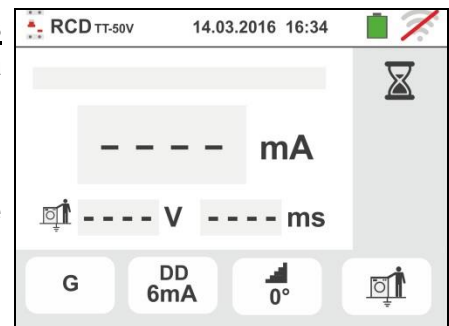 RCD TT-50V 14.03.2016 16:34
- - - - mA
- - - - V - - - - ms
G DD 6mA 0°